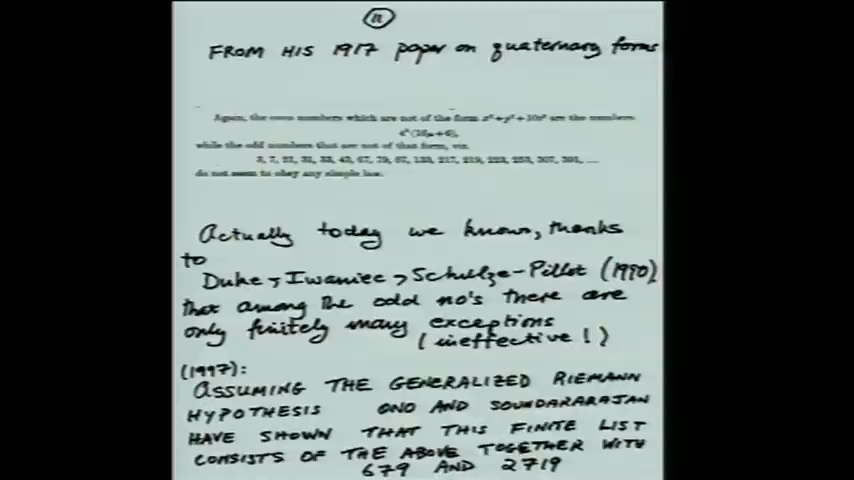 11
FROM HIS 1917 paper on quaternary forms
Again, the even numbers which are not of the form x²+y²+10z² are the numbers
4^λ(16μ+6),
while the odd numbers that are not of that form, viz.
3, 7, 21, 31, 33, 43, 67, 79, 87, 133, 217, 219, 223, 253, 307, 391, ...
do not seem to obey any simple law.
Actually today we known, thanks
to
Duke, Iwaniec, Schulze-Pillot (1990)
that among the odd no's there are
only finitely many exceptions
(ineffective!)
(1997):
ASSUMING THE GENERALIZED RIEMANN
HYPOTHESIS ONO AND SOUNDARARAJAN
HAVE SHOWN THAT THIS FINITE LIST
CONSISTS OF THE ABOVE TOGETHER WITH
679 AND 2719